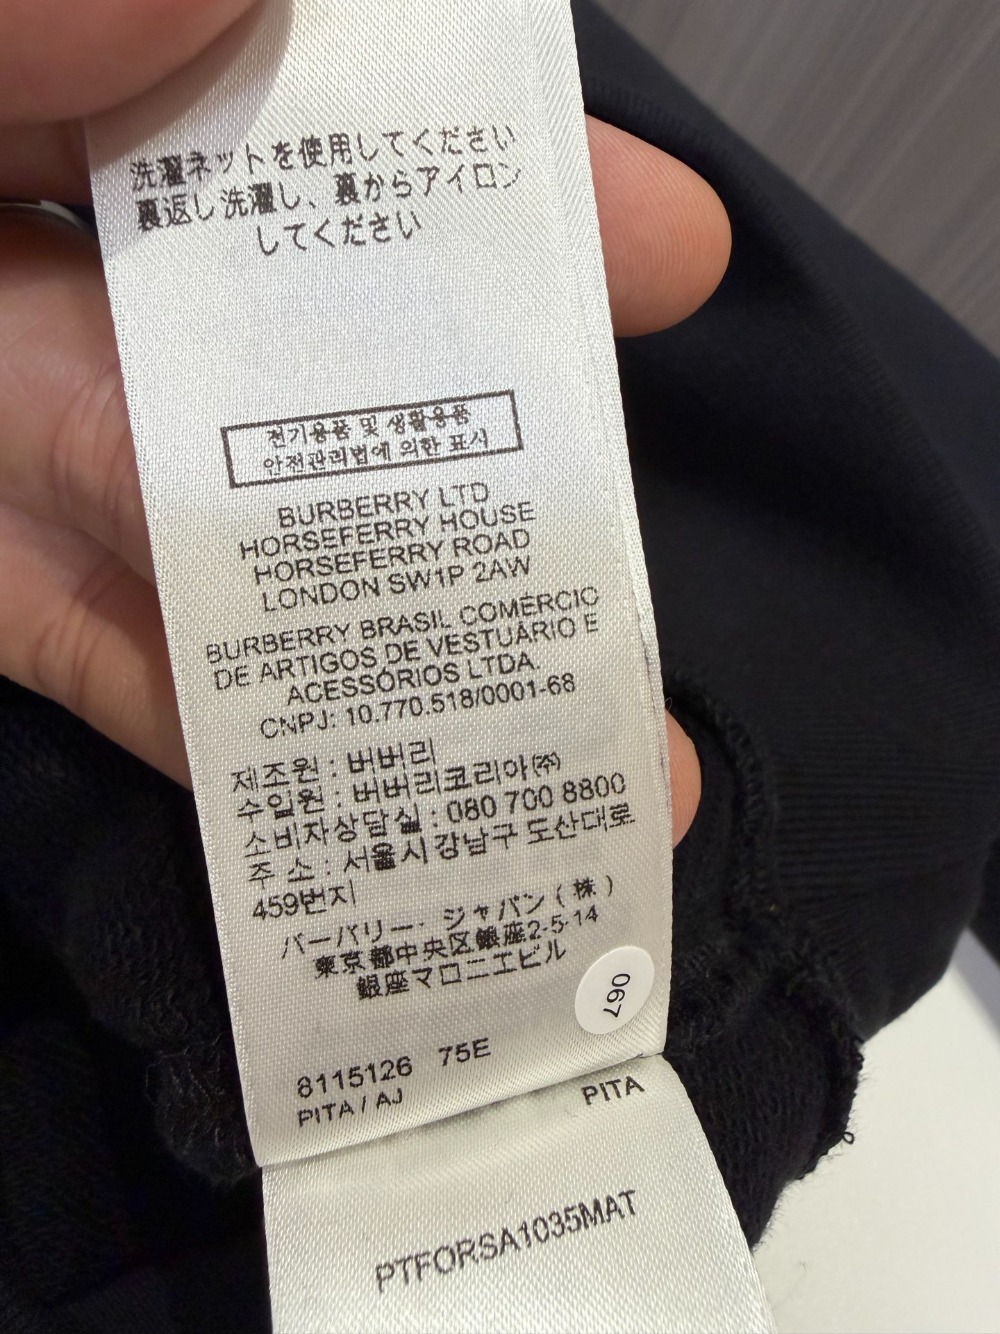 洗濯ネットを使用してください
裏返し洗濯し、裏からアイロン
してください
전기용품 및 생활용품
안전관리법에 의한 표시
BURBERRY LTD
HORSEFERRY HOUSE
HORSEFERRY ROAD
LONDON SW1P 2AW
BURBERRY BRASIL COMÉRCIO
DE ARTIGOS DE VESTUÁRIO E
ACESSÓRIOS LTDA.
CNPJ: 10.770.518/0001-68
제조원 : 버버리
수입원 : 버버리코리아㈜
소비자상담실 : 080 700 8800
주 소 : 서울시 강남구 도산대로
459번지
バーバリー・ジャパン(株)
東京都中央区銀座2-5-14
銀座マロニエビル
067
8115126 75E
PITA / AJ
PITA
PTFORSA1035MAT